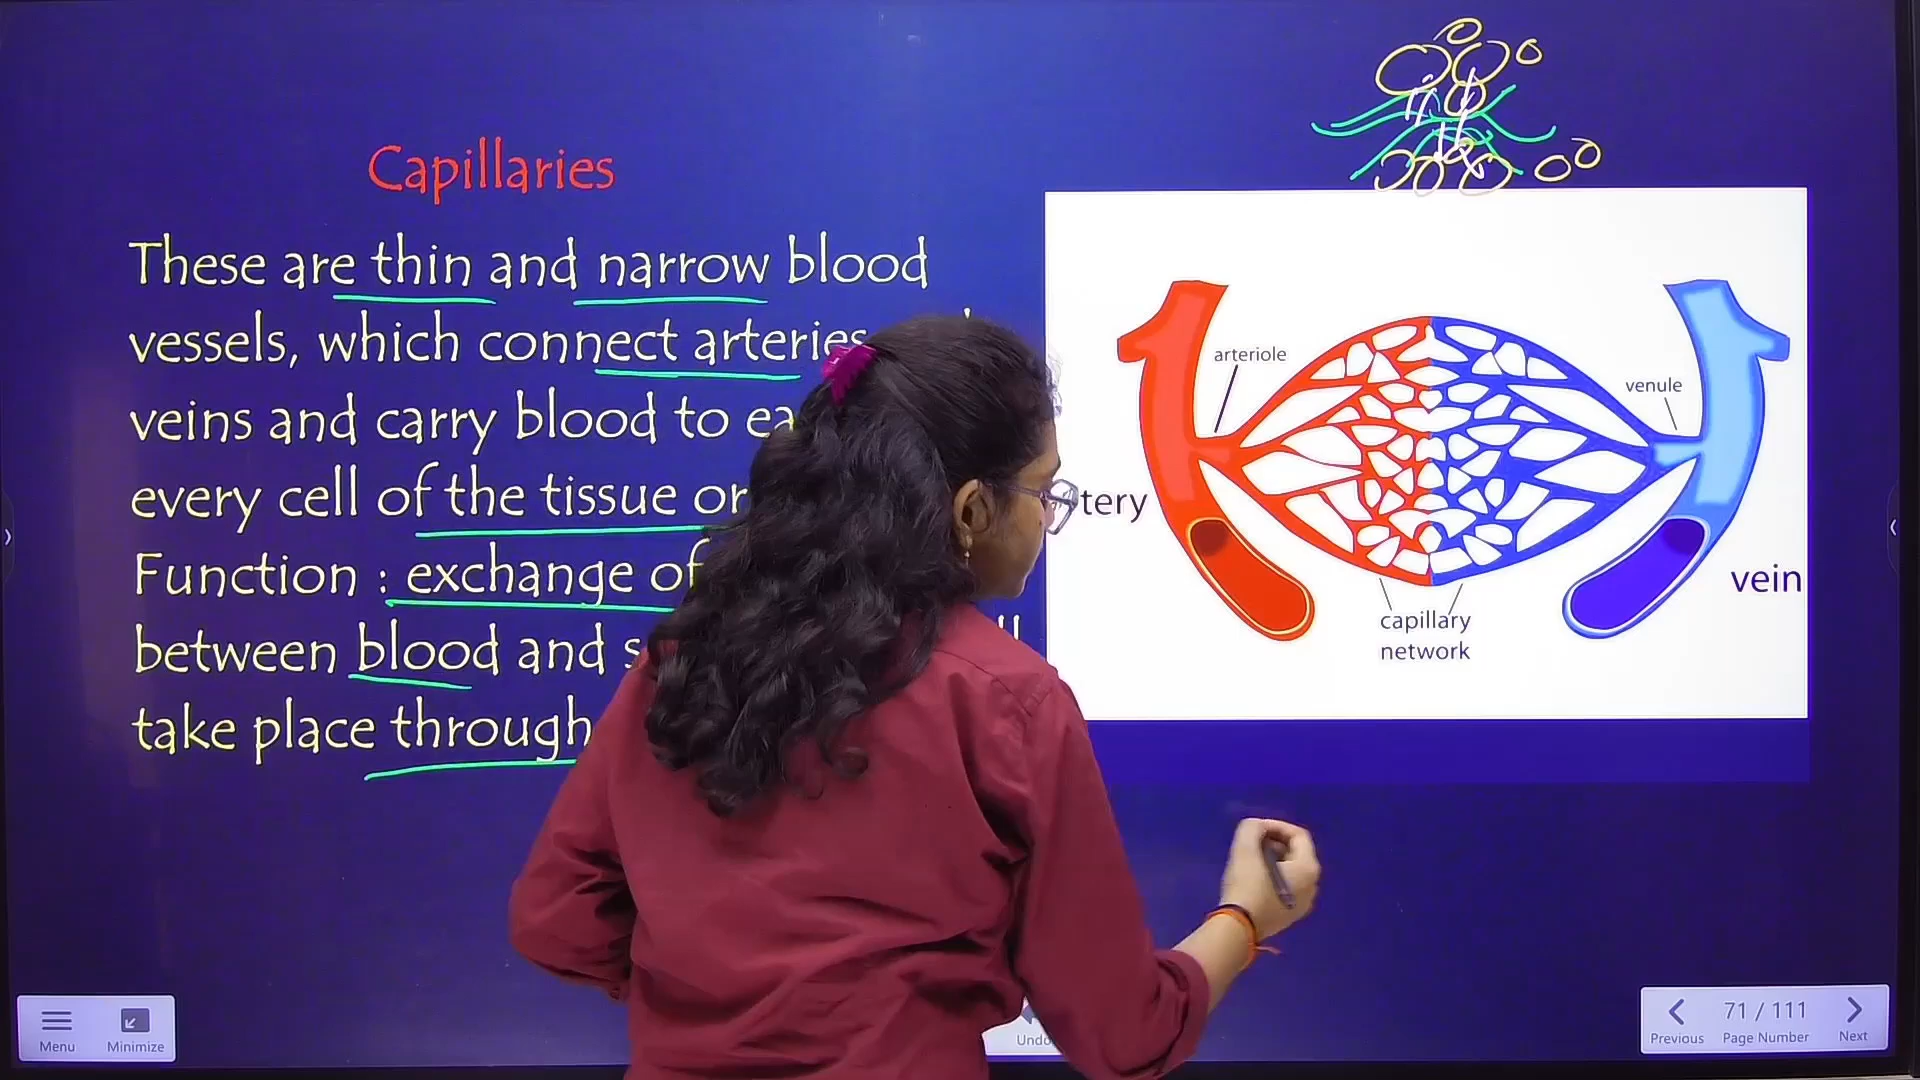 Capillaries
These are thin and narrow blood
vessels, which connect arteries
veins and carry blood to
every cell of the tissue or
Function : exchange of
between blood and
take place through
arteriole
venule
tery
vein
capillary
network
Menu
Minimize
Undo
71 / 111
Previous
Page Number
Next